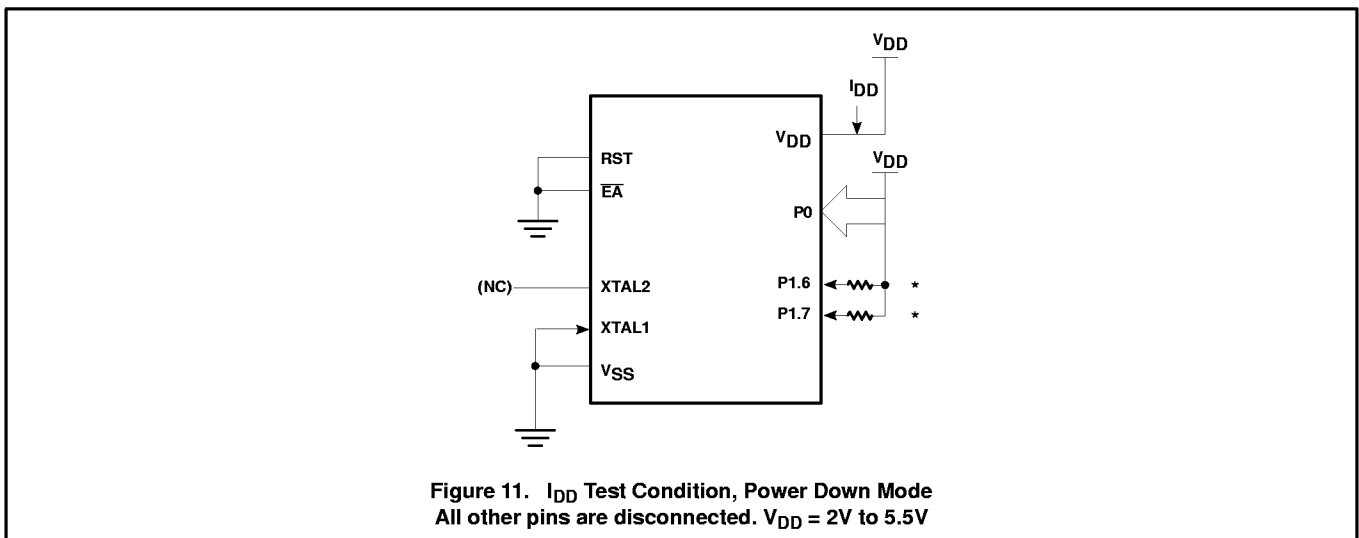 VDD
IDD
VDD
VDD
RST
EA
P0
(NC)
XTAL2
P1.6
*
P1.7
*
XTAL1
VSS
Figure 11. IDD Test Condition, Power Down Mode
All other pins are disconnected. VDD = 2V to 5.5V